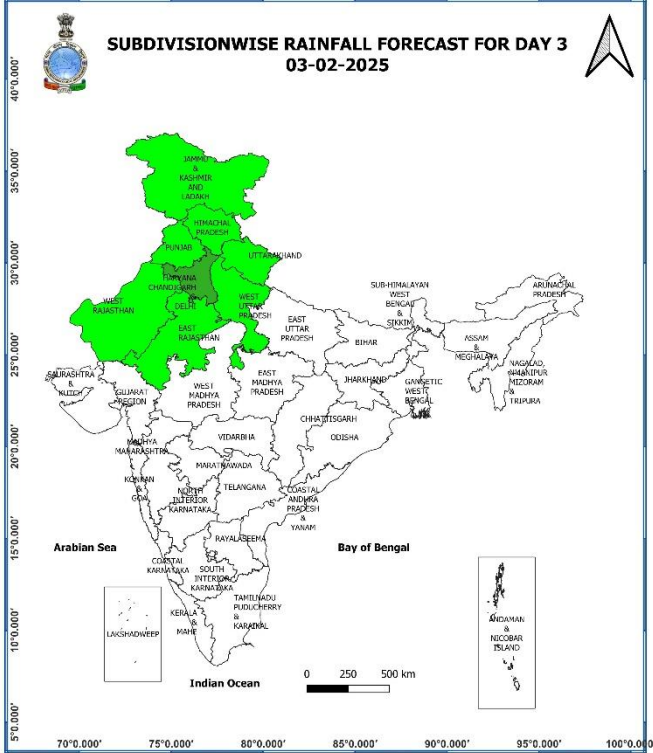 SUBDIVISIONWISE RAINFALL FORECAST FOR DAY 3
03-02-2025
40°0.000'
35°0.000'
30°0.000'
25°0.000'
20°0.000'
15°0.000'
10°0.000'
5°0.000'
JAMMU
&
KASHMIR
AND
LADAKH
HIMACHAL
PRADESH
PUNJAB
UTTARAKHAND
HARYANA
CHANDIGARH
&
DELHI
WEST
RAJASTHAN
WEST
UTTAR
PRADESH
EAST
RAJASTHAN
EAST
UTTAR
PRADESH
SUB-HIMALAYAN
WEST
BENGAL
&
SIKKIM
ARUNACHAL
PRADESH
ASSAM
&
MEGHALAYA
NAGALAD,
MANIPUR
MIZORAM
&
TRIPURA
BIHAR
JHARKHAND
GANGETIC
WEST
BENGAL
SAURASHTRA
&
KUTCH
GUJARAT
REGION
WEST
MADHYA
PRADESH
EAST
MADHYA
PRADESH
CHHATTISGARH
ODISHA
VIDARBHA
MADHYA
MAHARASHTRA
MARATHAWADA
KONKAN
&
GOA
NORTH
INTERIOR
KARNATAKA
TELANGANA
COASTAL
ANDHRA
PRADESH
&
YANAM
RAYALASEEMA
COASTAL
KARNATAKA
SOUTH
INTERIOR
KARNATAKA
TAMILNADU
PUDUCHERRY
&
KARAIKAL
KERALA
&
MAHE
LAKSHADWEEP
ANDAMAN
&
NICOBAR
ISLAND
Arabian Sea
Bay of Bengal
Indian Ocean
0 250 500 km
70°0.000' 75°0.000' 80°0.000' 85°0.000' 90°0.000' 95°0.000' 100°0.000